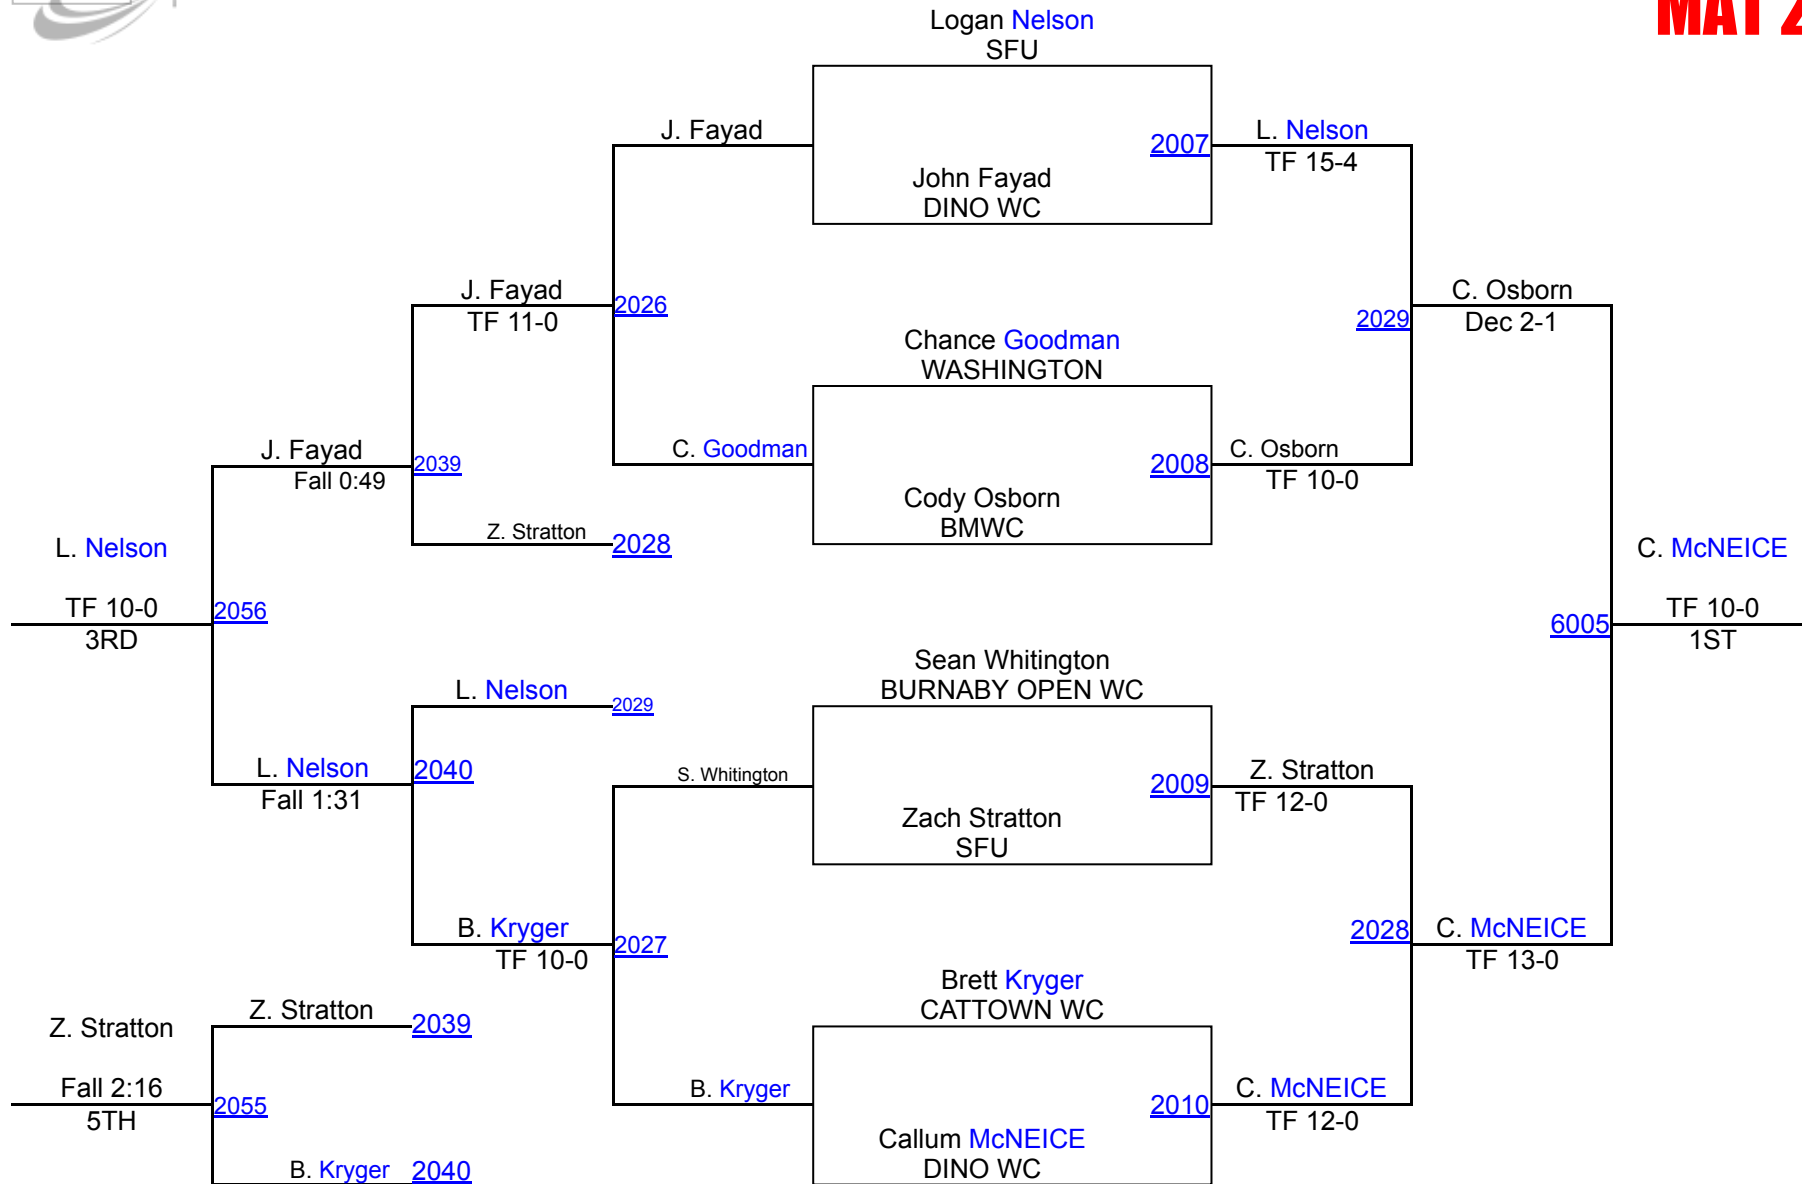 MAT 2
Logan Nelson
SFU
J. Fayad
2007
L. Nelson
TF 15-4
John Fayad
DINO WC
J. Fayad
TF 11-0
2026
C. Osborn
Dec 2-1
2029
Chance Goodman
WASHINGTON
J. Fayad
Fall 0:49
2039
C. Goodman
2008
C. Osborn
TF 10-0
Cody Osborn
BMWC
Z. Stratton
2028
L. Nelson
TF 10-0
3RD
2056
C. McNEICE
TF 10-0
1ST
6005
Sean Whitington
BURNABY OPEN WC
L. Nelson
2029
L. Nelson
Fall 1:31
2040
S. Whitington
2009
Z. Stratton
TF 12-0
Zach Stratton
SFU
B. Kryger
TF 10-0
2027
2028
C. McNEICE
TF 13-0
Brett Kryger
CATTOWN WC
Z. Stratton
2039
Z. Stratton
Fall 2:16
5TH
2055
B. Kryger
2010
C. McNEICE
TF 12-0
Callum McNEICE
DINO WC
B. Kryger
2040